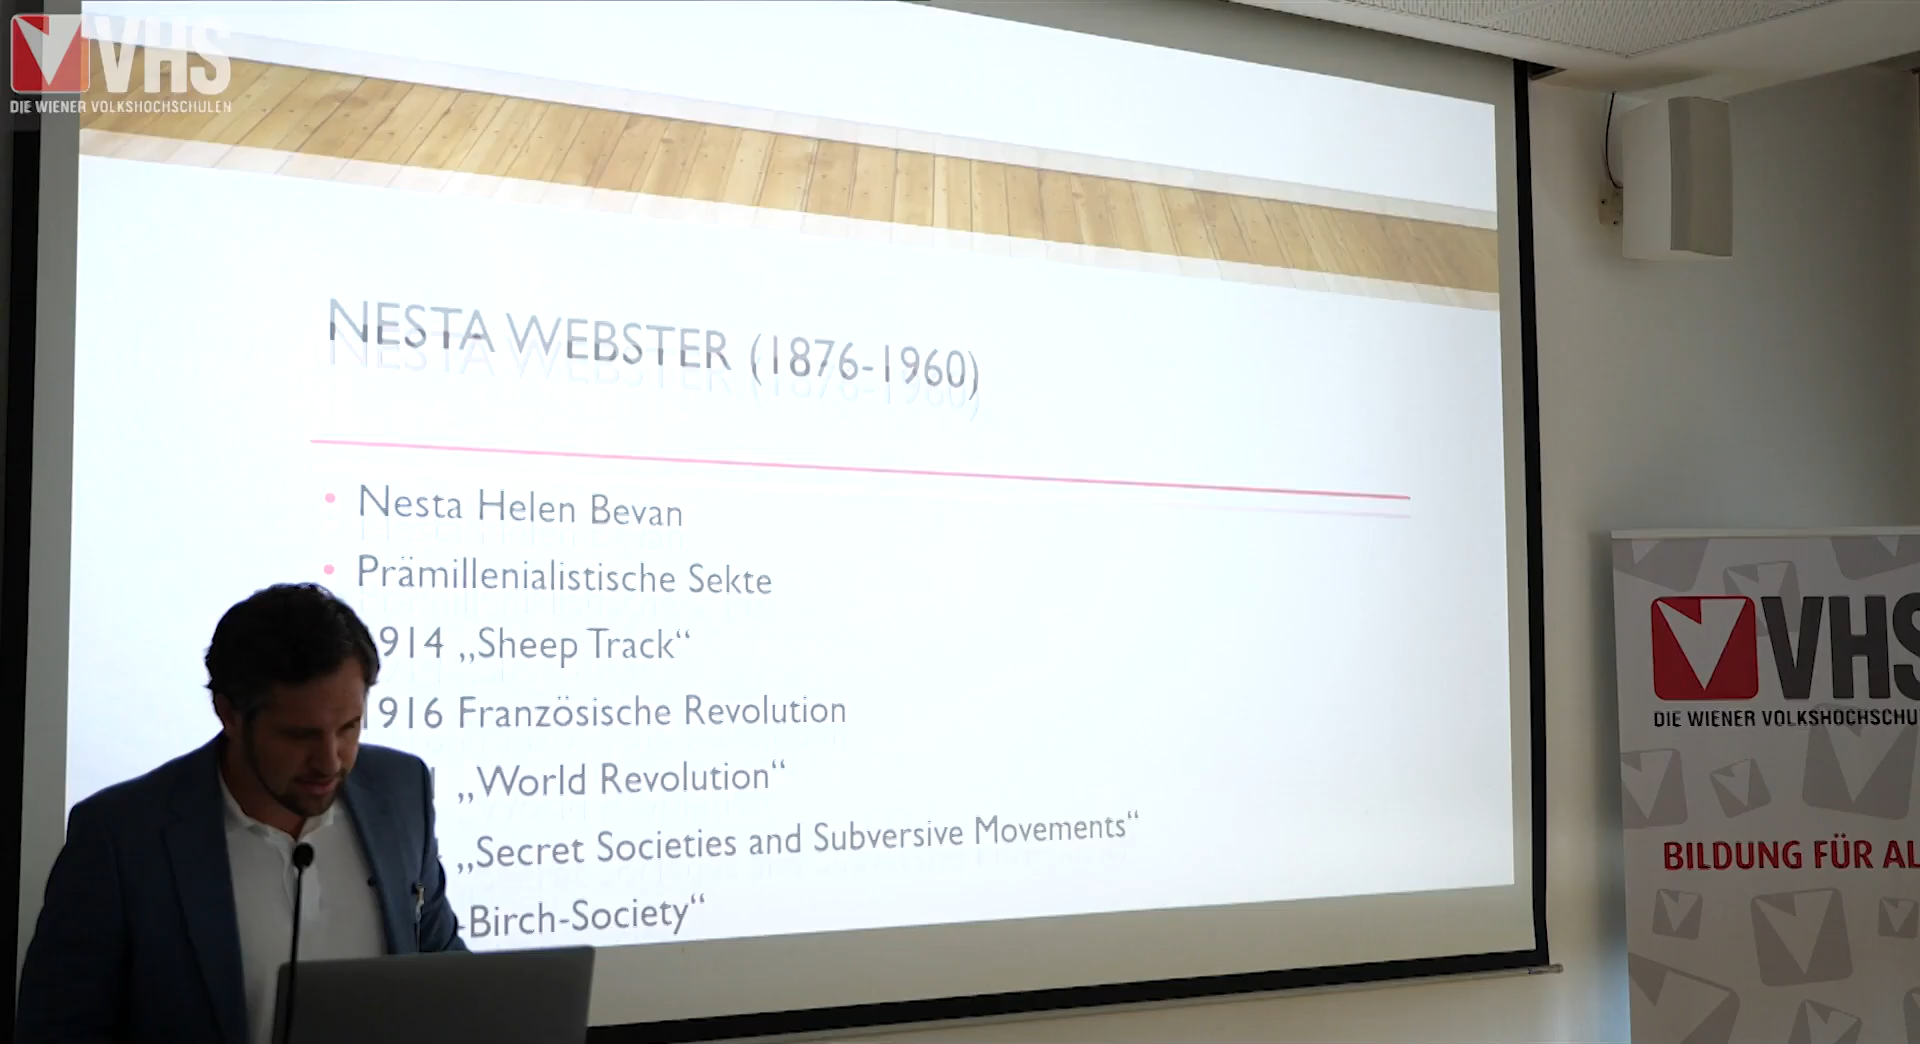 VHS
DIE WIENER VOLKSHOCHSCHULEN
NESTA WEBSTER (1876-1960)
• Nesta Helen Bevan
• Prämillenialistische Sekte
914 „Sheep Track“
1916 Französische Revolution
„World Revolution“
„Secret Societies and Subversive Movements“
-Birch-Society“
VHS
DIE WIENER VOLKSHOCHSCHU
BILDUNG FÜR AL